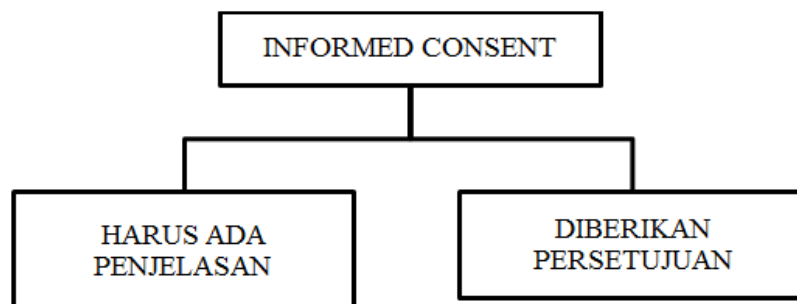 INFORMED CONSENT
HARUS ADA
PENJELASAN
DIBERIKAN
PERSETUJUAN